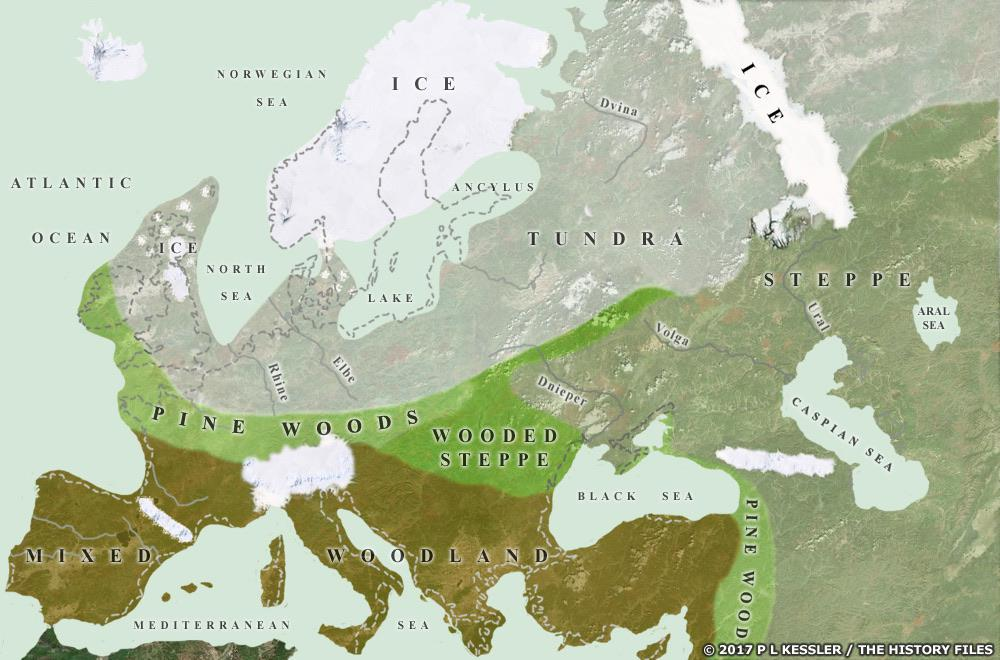 NORWEGIAN
SEA
ICE
ICE
Dvina
ATLANTIC
OCEAN
ANCYLUS
LAKE
ICE
NORTH
SEA
TUNDRA
STEPPE
ARAL
SEA
Ural
Volga
Rhine
Elbe
Dnieper
CASPIAN SEA
PINE WOODS
WOODED
STEPPE
BLACK SEA
PINE WOOD
MIXED WOODLAND
MEDITERRANEAN SEA
© 2017 P L KESSLER / THE HISTORY FILES